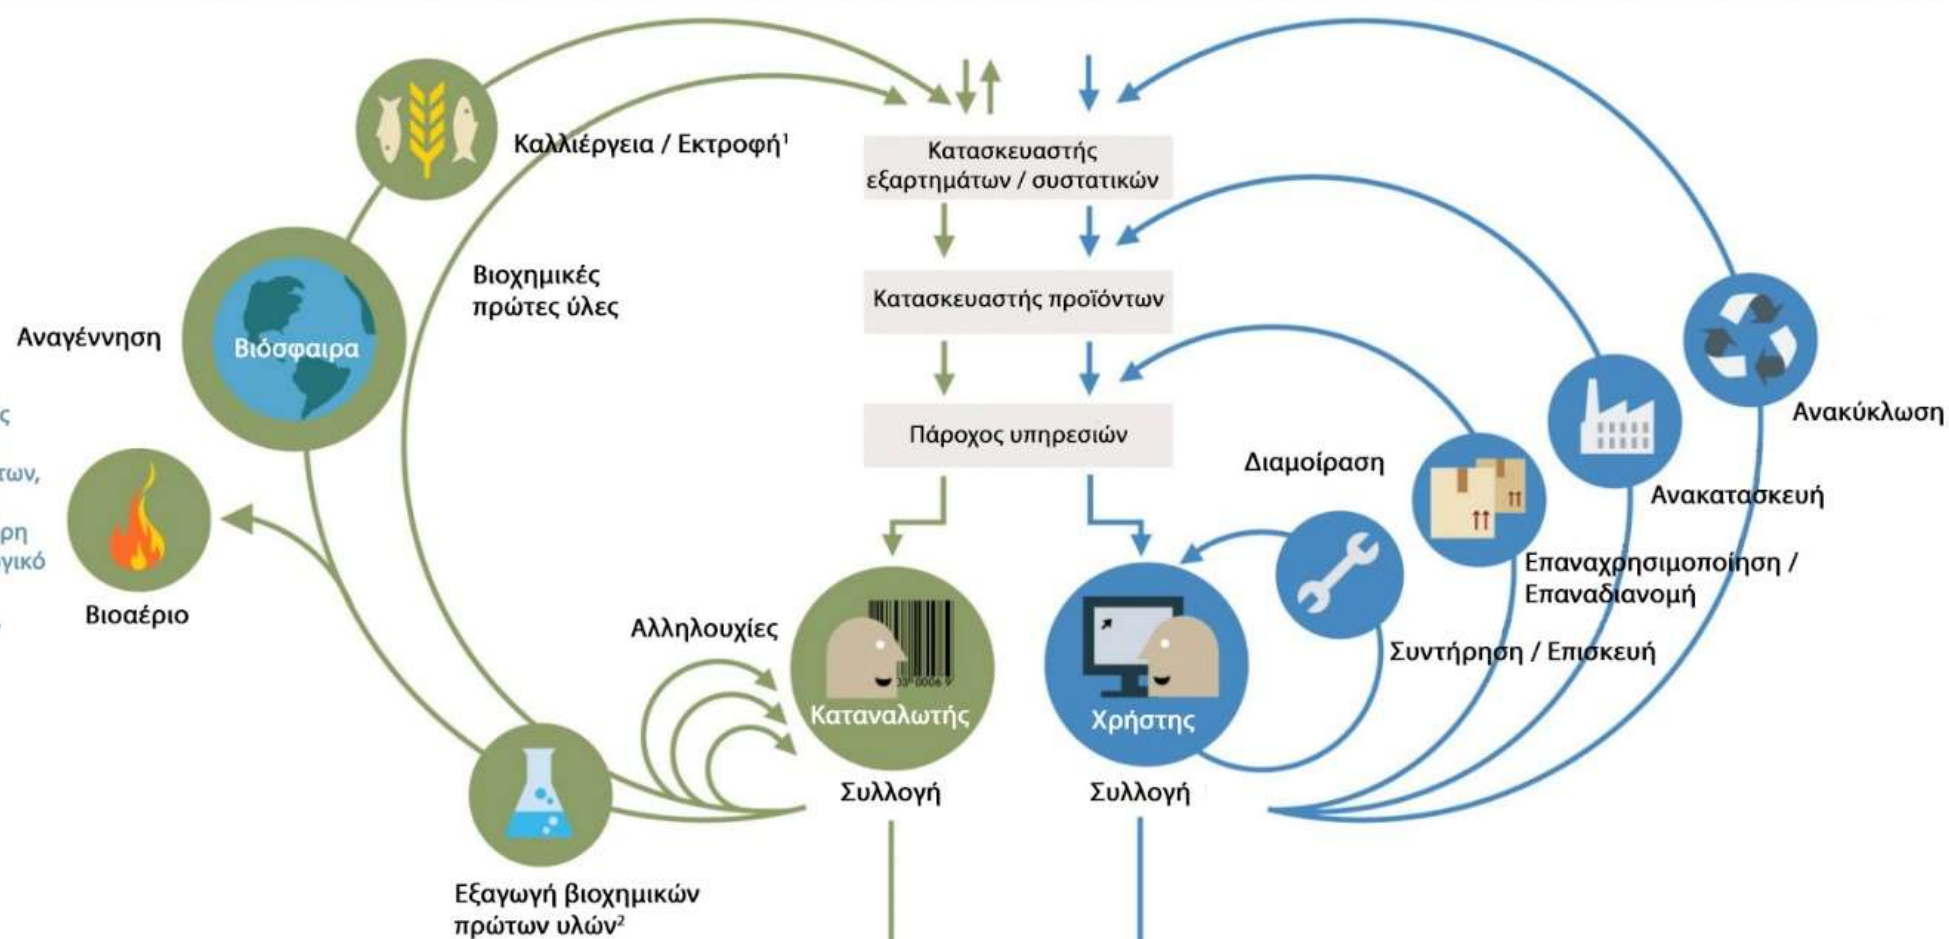 Καλλιέργεια / Εκτροφή¹
Κατασκευαστής
εξαρτημάτων / συστατικών
Βιοχημικές
πρώτες ύλες
Κατασκευαστής προϊόντων
Αναγέννηση
Βιόσφαιρα
Ανακύκλωση
Πάροχος υπηρεσιών
Διαμοίραση
Ανακατασκευή
Επαναχρησιμοποίηση /
Επαναδιανομή
Βιοαέριο
Αλληλουχίες
Συντήρηση / Επισκευή
Καταναλωτής
Χρήστης
Συλλογή
Συλλογή
Εξαγωγή βιοχημικών
πρώτων υλών²